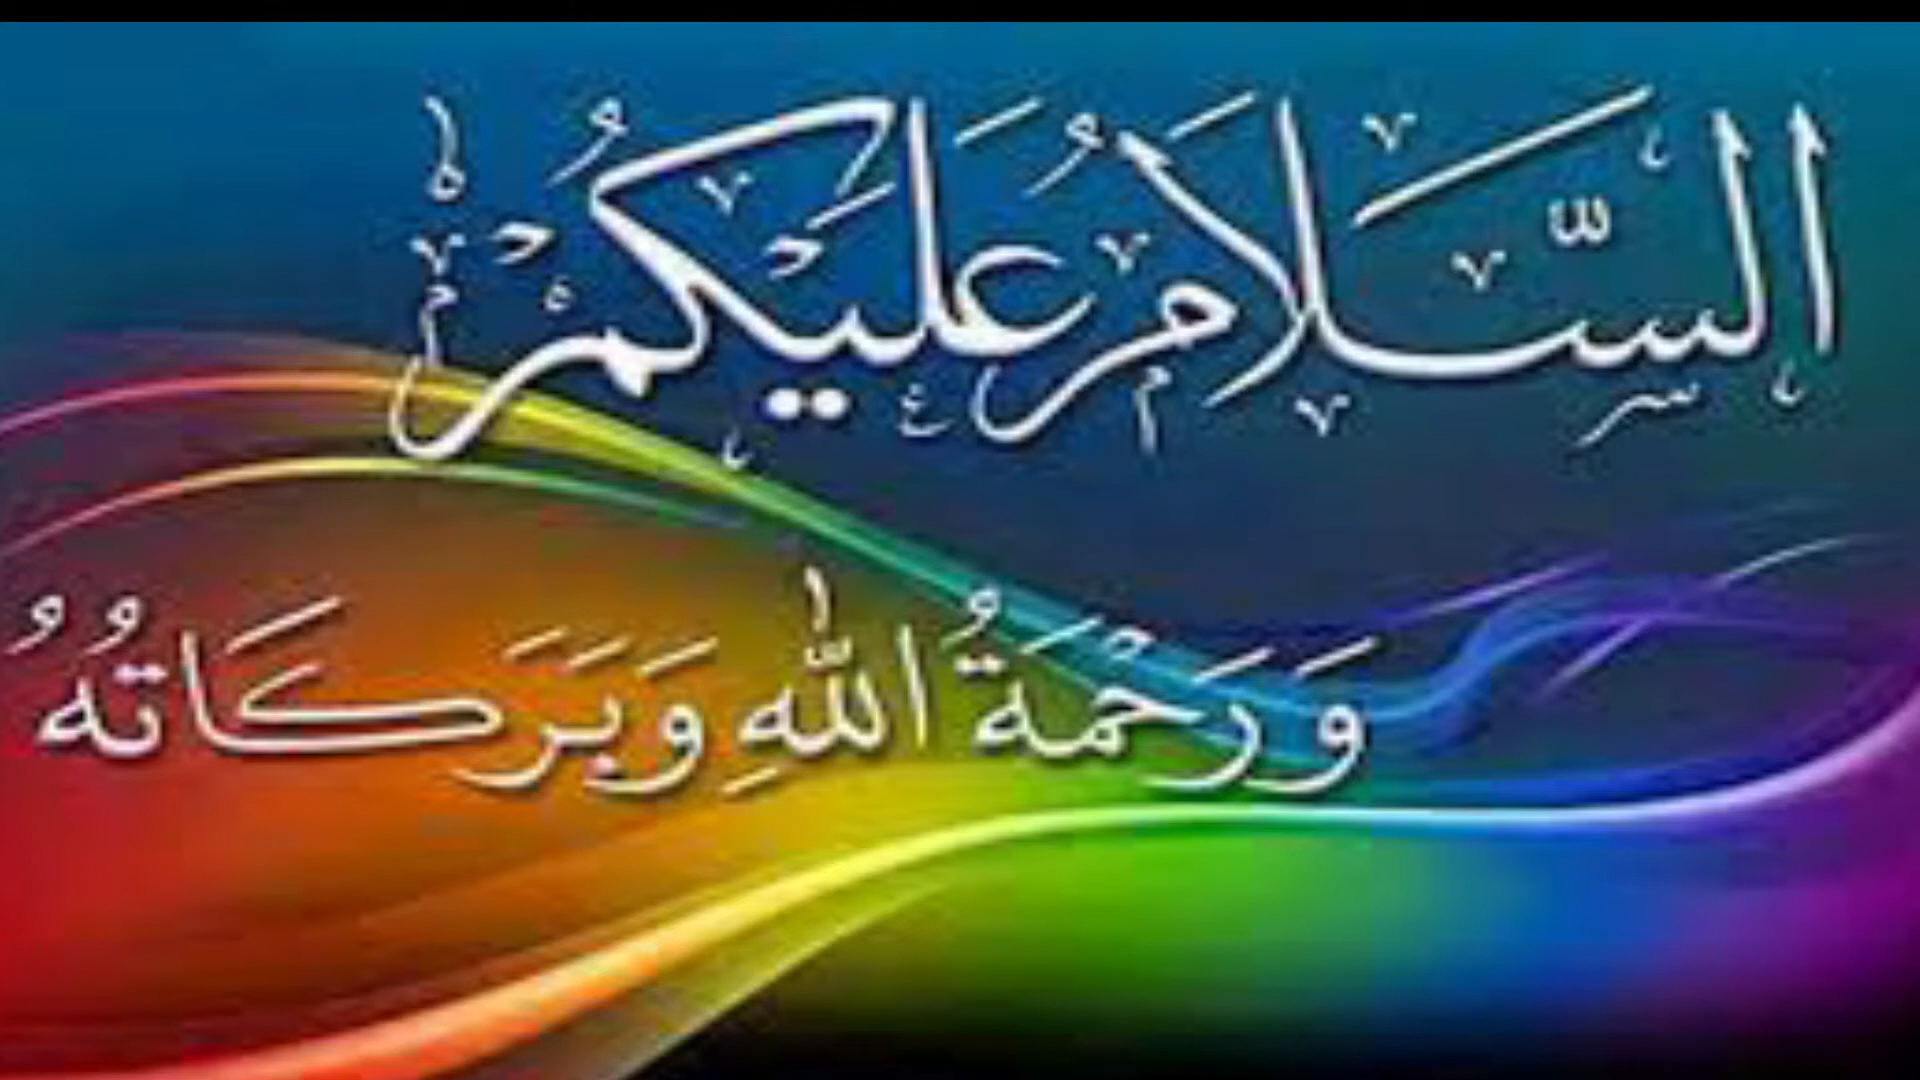 السَّلَامُ عَلَيْكُمْ
وَرَحْمَةُ اللهِ وَبَرَكَاتُهُ